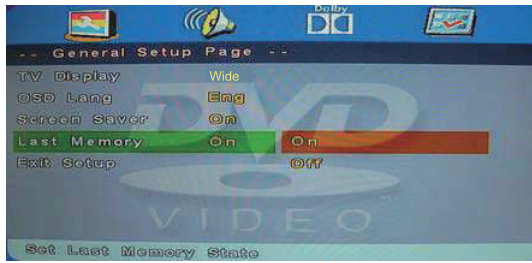 Dolby
-- General Setup Page --
TV Display Wide
OSD Lang Eng
Screen Saver On
Last Memory On On
Exit Setup Off
DVD
VIDEO
Set Last Memory State